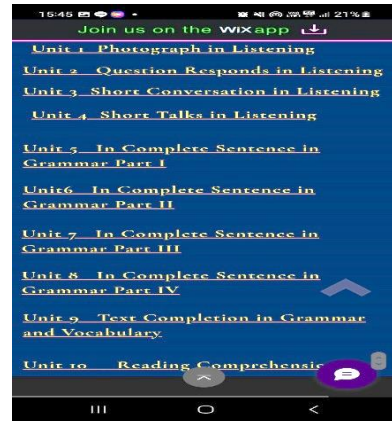 15:45 21%
Join us on the WiX app
Unit 1 Photograph in Listening
Unit 2 Question Responds in Listening
Unit 3 Short Conversation in Listening
Unit 4 Short Talks in Listening
Unit 5 In Complete Sentence in
Grammar Part I
Unit6 In Complete Sentence in
Grammar Part II
Unit 7 In Complete Sentence in
Grammar Part III
Unit 8 In Complete Sentence in
Grammar Part IV
Unit 9 Text Completion in Grammar
and Vocabulary
Unit 10 Reading Comprehensio